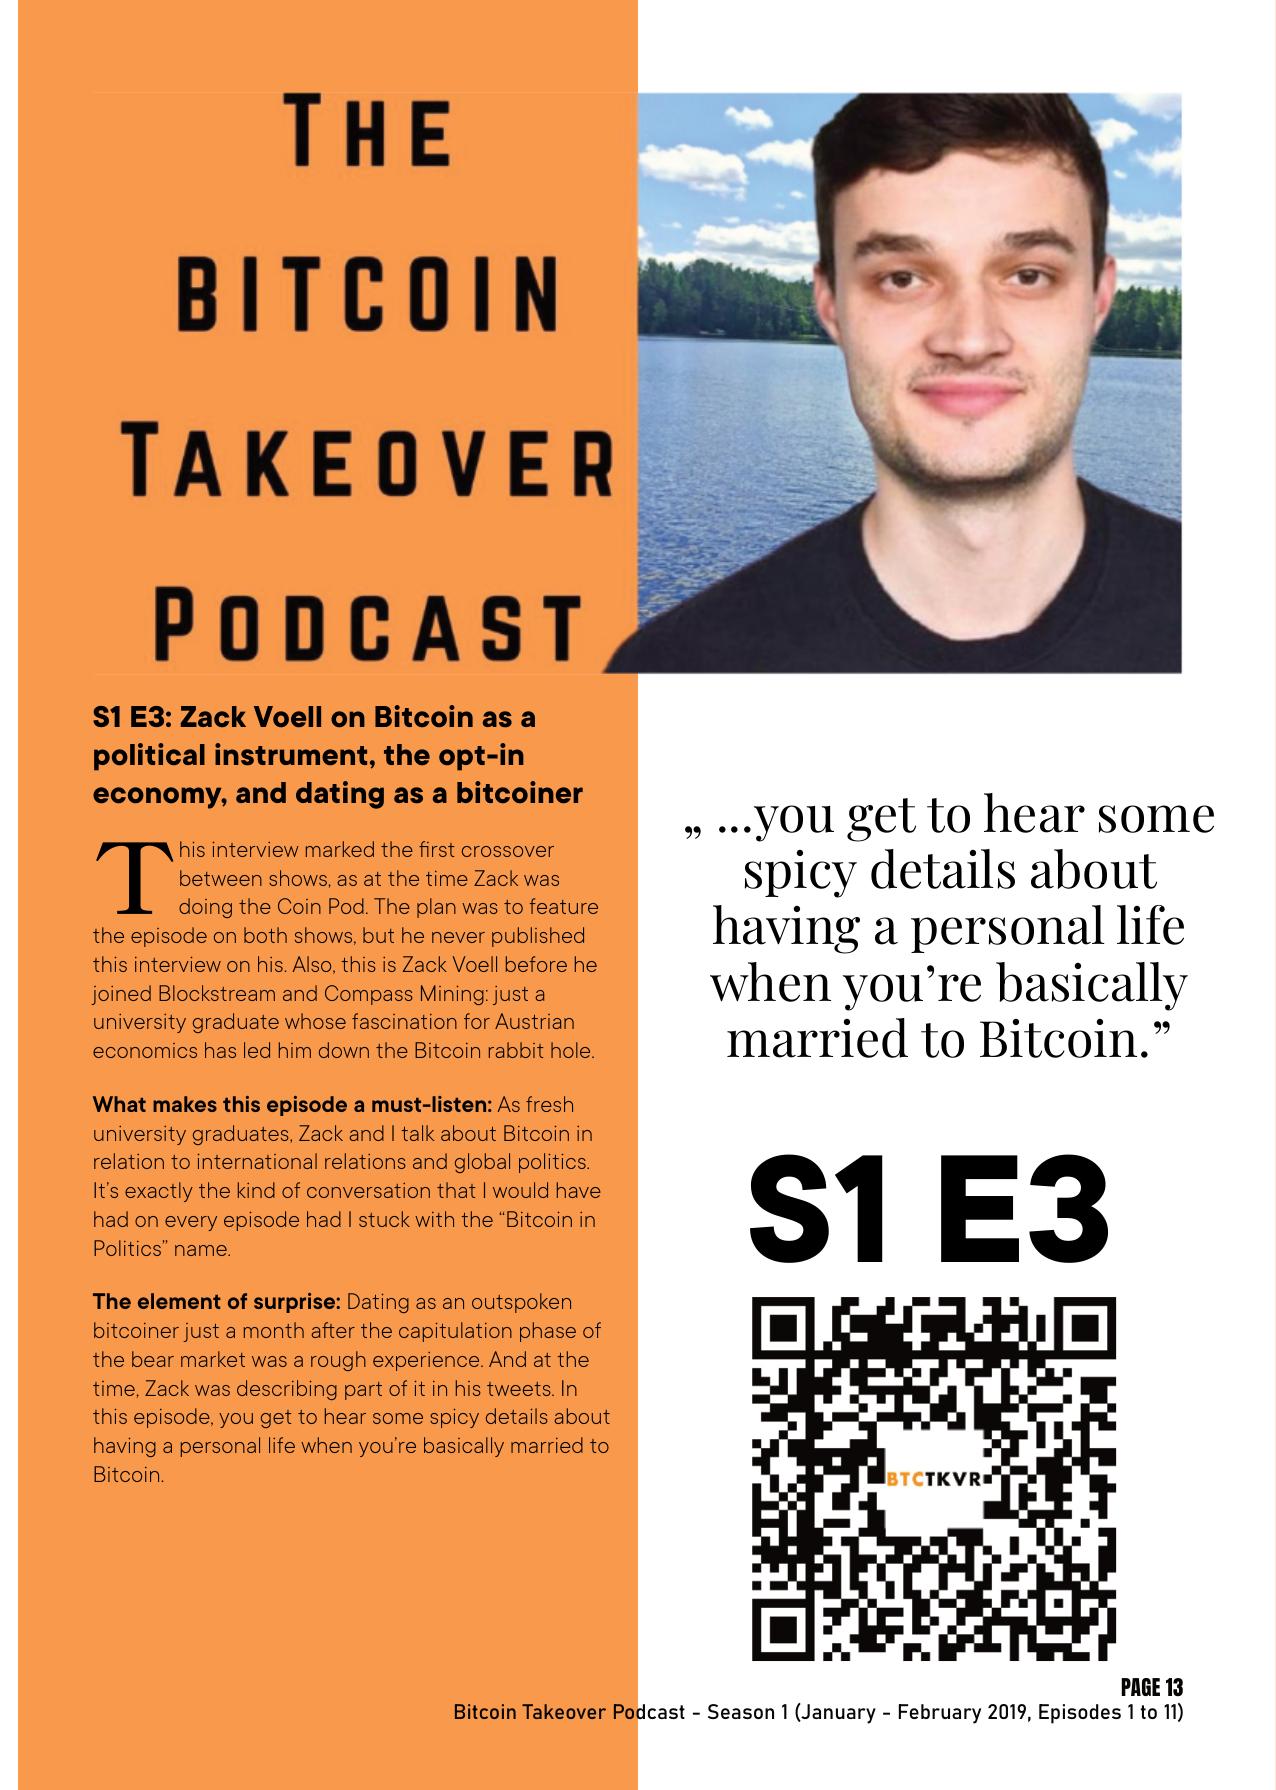 THE
BITCOIN
TAKEOVER
PODCAST
S1 E3: Zack Voell on Bitcoin as a
political instrument, the opt-in
economy, and dating as a bitcoiner
This interview marked the first crossover
between shows, as at the time Zack was
doing the Coin Pod. The plan was to feature
the episode on both shows, but he never published
this interview on his. Also, this is Zack Voell before he
joined Blockstream and Compass Mining: just a
university graduate whose fascination for Austrian
economics has led him down the Bitcoin rabbit hole.
What makes this episode a must-listen: As fresh
university graduates, Zack and I talk about Bitcoin in
relation to international relations and global politics.
It’s exactly the kind of conversation that I would have
had on every episode had I stuck with the “Bitcoin in
Politics” name.
The element of surprise: Dating as an outspoken
bitcoiner just a month after the capitulation phase of
the bear market was a rough experience. And at the
time, Zack was describing part of it in his tweets. In
this episode, you get to hear some spicy details about
having a personal life when you’re basically married to
Bitcoin.
„ ...you get to hear some
spicy details about
having a personal life
when you’re basically
married to Bitcoin.”
S1 E3
BTCTKVR
PAGE 13
Bitcoin Takeover Podcast - Season 1 (January - February 2019, Episodes 1 to 11)